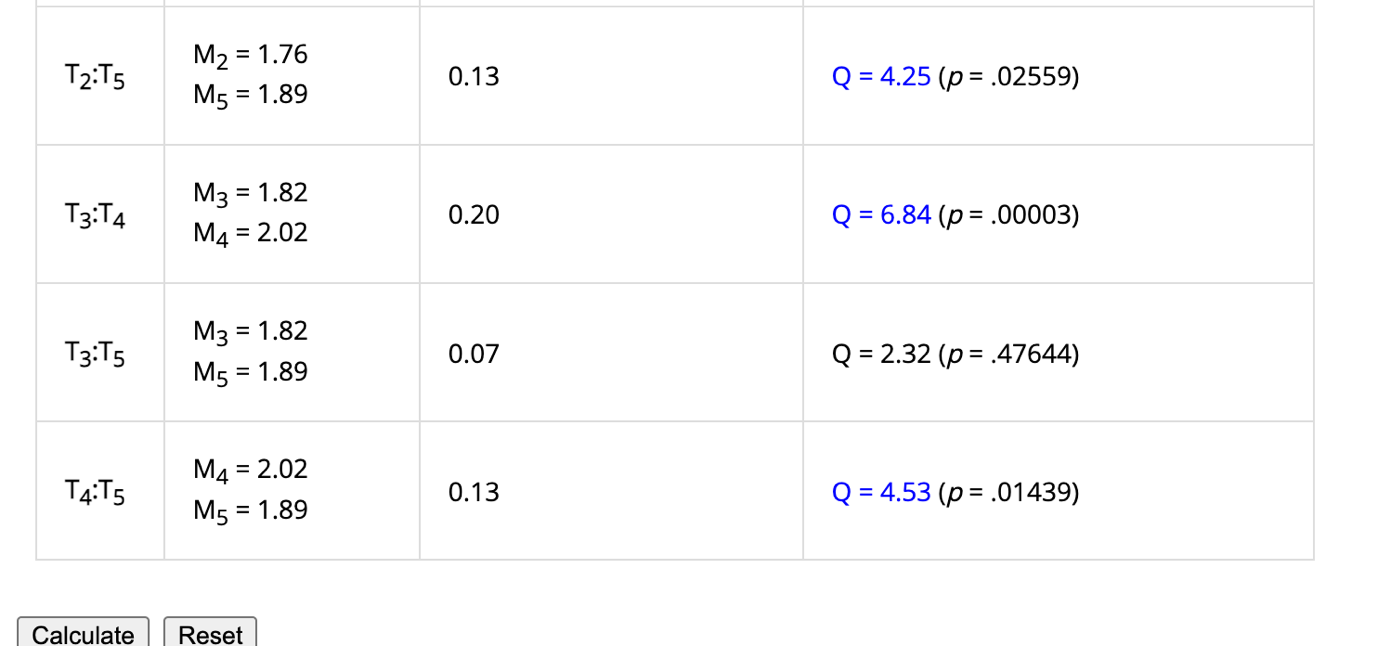 T2:T5
M2 = 1.76
M5 = 1.89
0.13
Q = 4.25 (p = .02559)
T3:T4
M3 = 1.82
M4 = 2.02
0.20
Q = 6.84 (p = .00003)
T3:T5
M3 = 1.82
M5 = 1.89
0.07
Q = 2.32 (p = .47644)
T4:T5
M4 = 2.02
M5 = 1.89
0.13
Q = 4.53 (p = .01439)
Calculate Reset